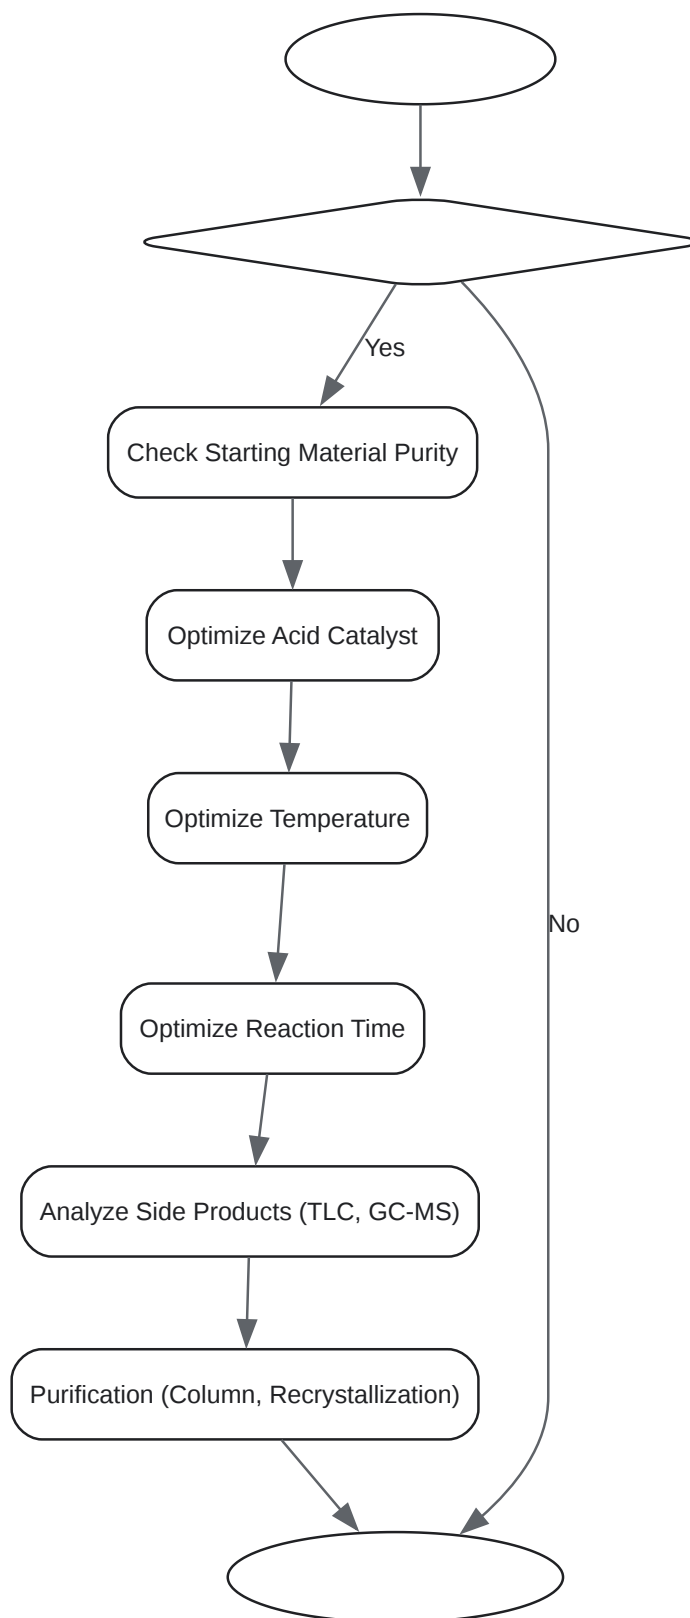 Yes
Check Starting Material Purity
Optimize Acid Catalyst
Optimize Temperature
No
Optimize Reaction Time
Analyze Side Products (TLC, GC-MS)
Purification (Column, Recrystallization)